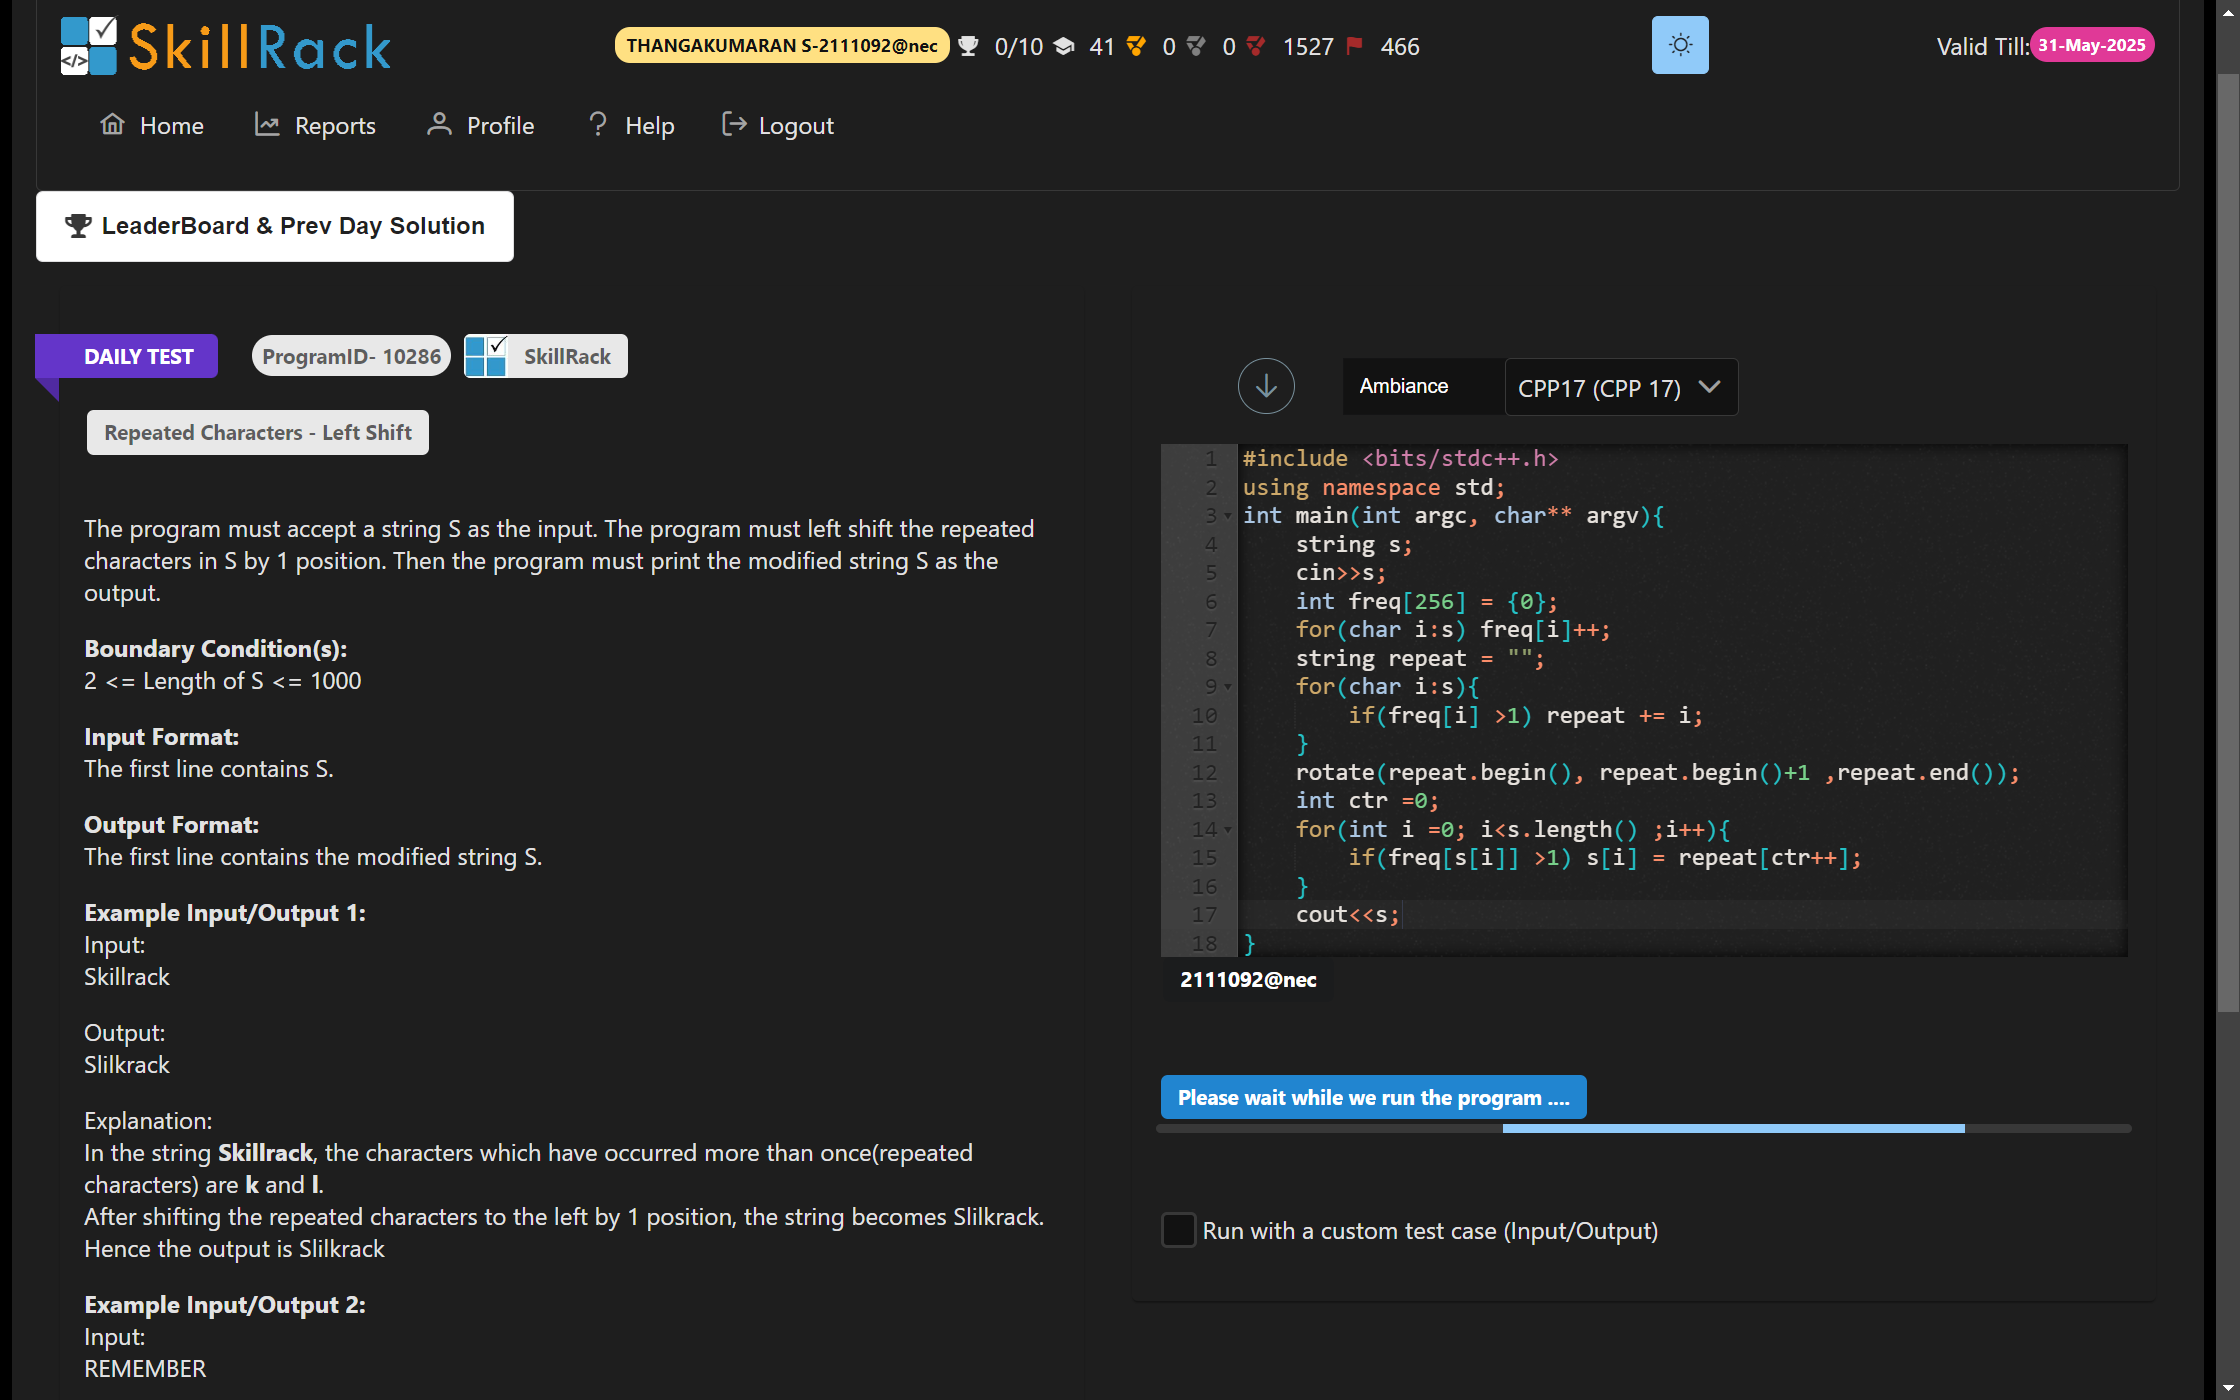 SkillRack
THANGAKUMARAN S-2111092@nec 0/10 41 0 0 1527 466
Valid Till: 31-May-2025
Home Reports Profile Help Logout
LeaderBoard & Prev Day Solution
DAILY TEST ProgramID- 10286 SkillRack
Repeated Characters - Left Shift
The program must accept a string S as the input. The program must left shift the repeated
characters in S by 1 position. Then the program must print the modified string S as the
output.
Boundary Condition(s):
2 <= Length of S <= 1000
Input Format:
The first line contains S.
Output Format:
The first line contains the modified string S.
Example Input/Output 1:
Input:
Skillrack
Output:
Slilkrack
Explanation:
In the string Skillrack, the characters which have occurred more than once(repeated
characters) are k and l.
After shifting the repeated characters to the left by 1 position, the string becomes Slilkrack.
Hence the output is Slilkrack
Example Input/Output 2:
Input:
REMEMBER
Ambiance CPP17 (CPP 17)
1 #include <bits/stdc++.h>
2 using namespace std;
3 int main(int argc, char** argv){
4     string s;
5     cin>>s;
6     int freq[256] = {0};
7     for(char i:s) freq[i]++;
8     string repeat = "";
9     for(char i:s){
10         if(freq[i] >1) repeat += i;
11     }
12     rotate(repeat.begin(), repeat.begin()+1 ,repeat.end());
13     int ctr =0;
14     for(int i =0; i<s.length() ;i++){
15         if(freq[s[i]] >1) s[i] = repeat[ctr++];
16     }
17     cout<<s;
18 }
2111092@nec
Please wait while we run the program ....
Run with a custom test case (Input/Output)